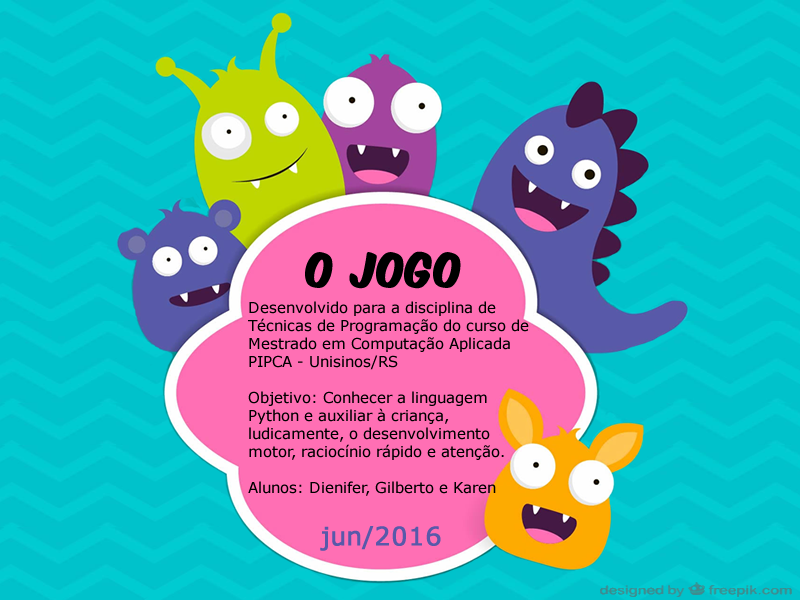 O JOGO
Desenvolvido para a disciplina de
Técnicas de Programação do curso de
Mestrado em Computação Aplicada
PIPCA - Unisinos/RS
Objetivo: Conhecer a linguagem
Python e auxiliar à criança,
ludicamente, o desenvolvimento
motor, raciocínio rápido e atenção.
Alunos: Dienifer, Gilberto e Karen
jun/2016
designed by freepik.com